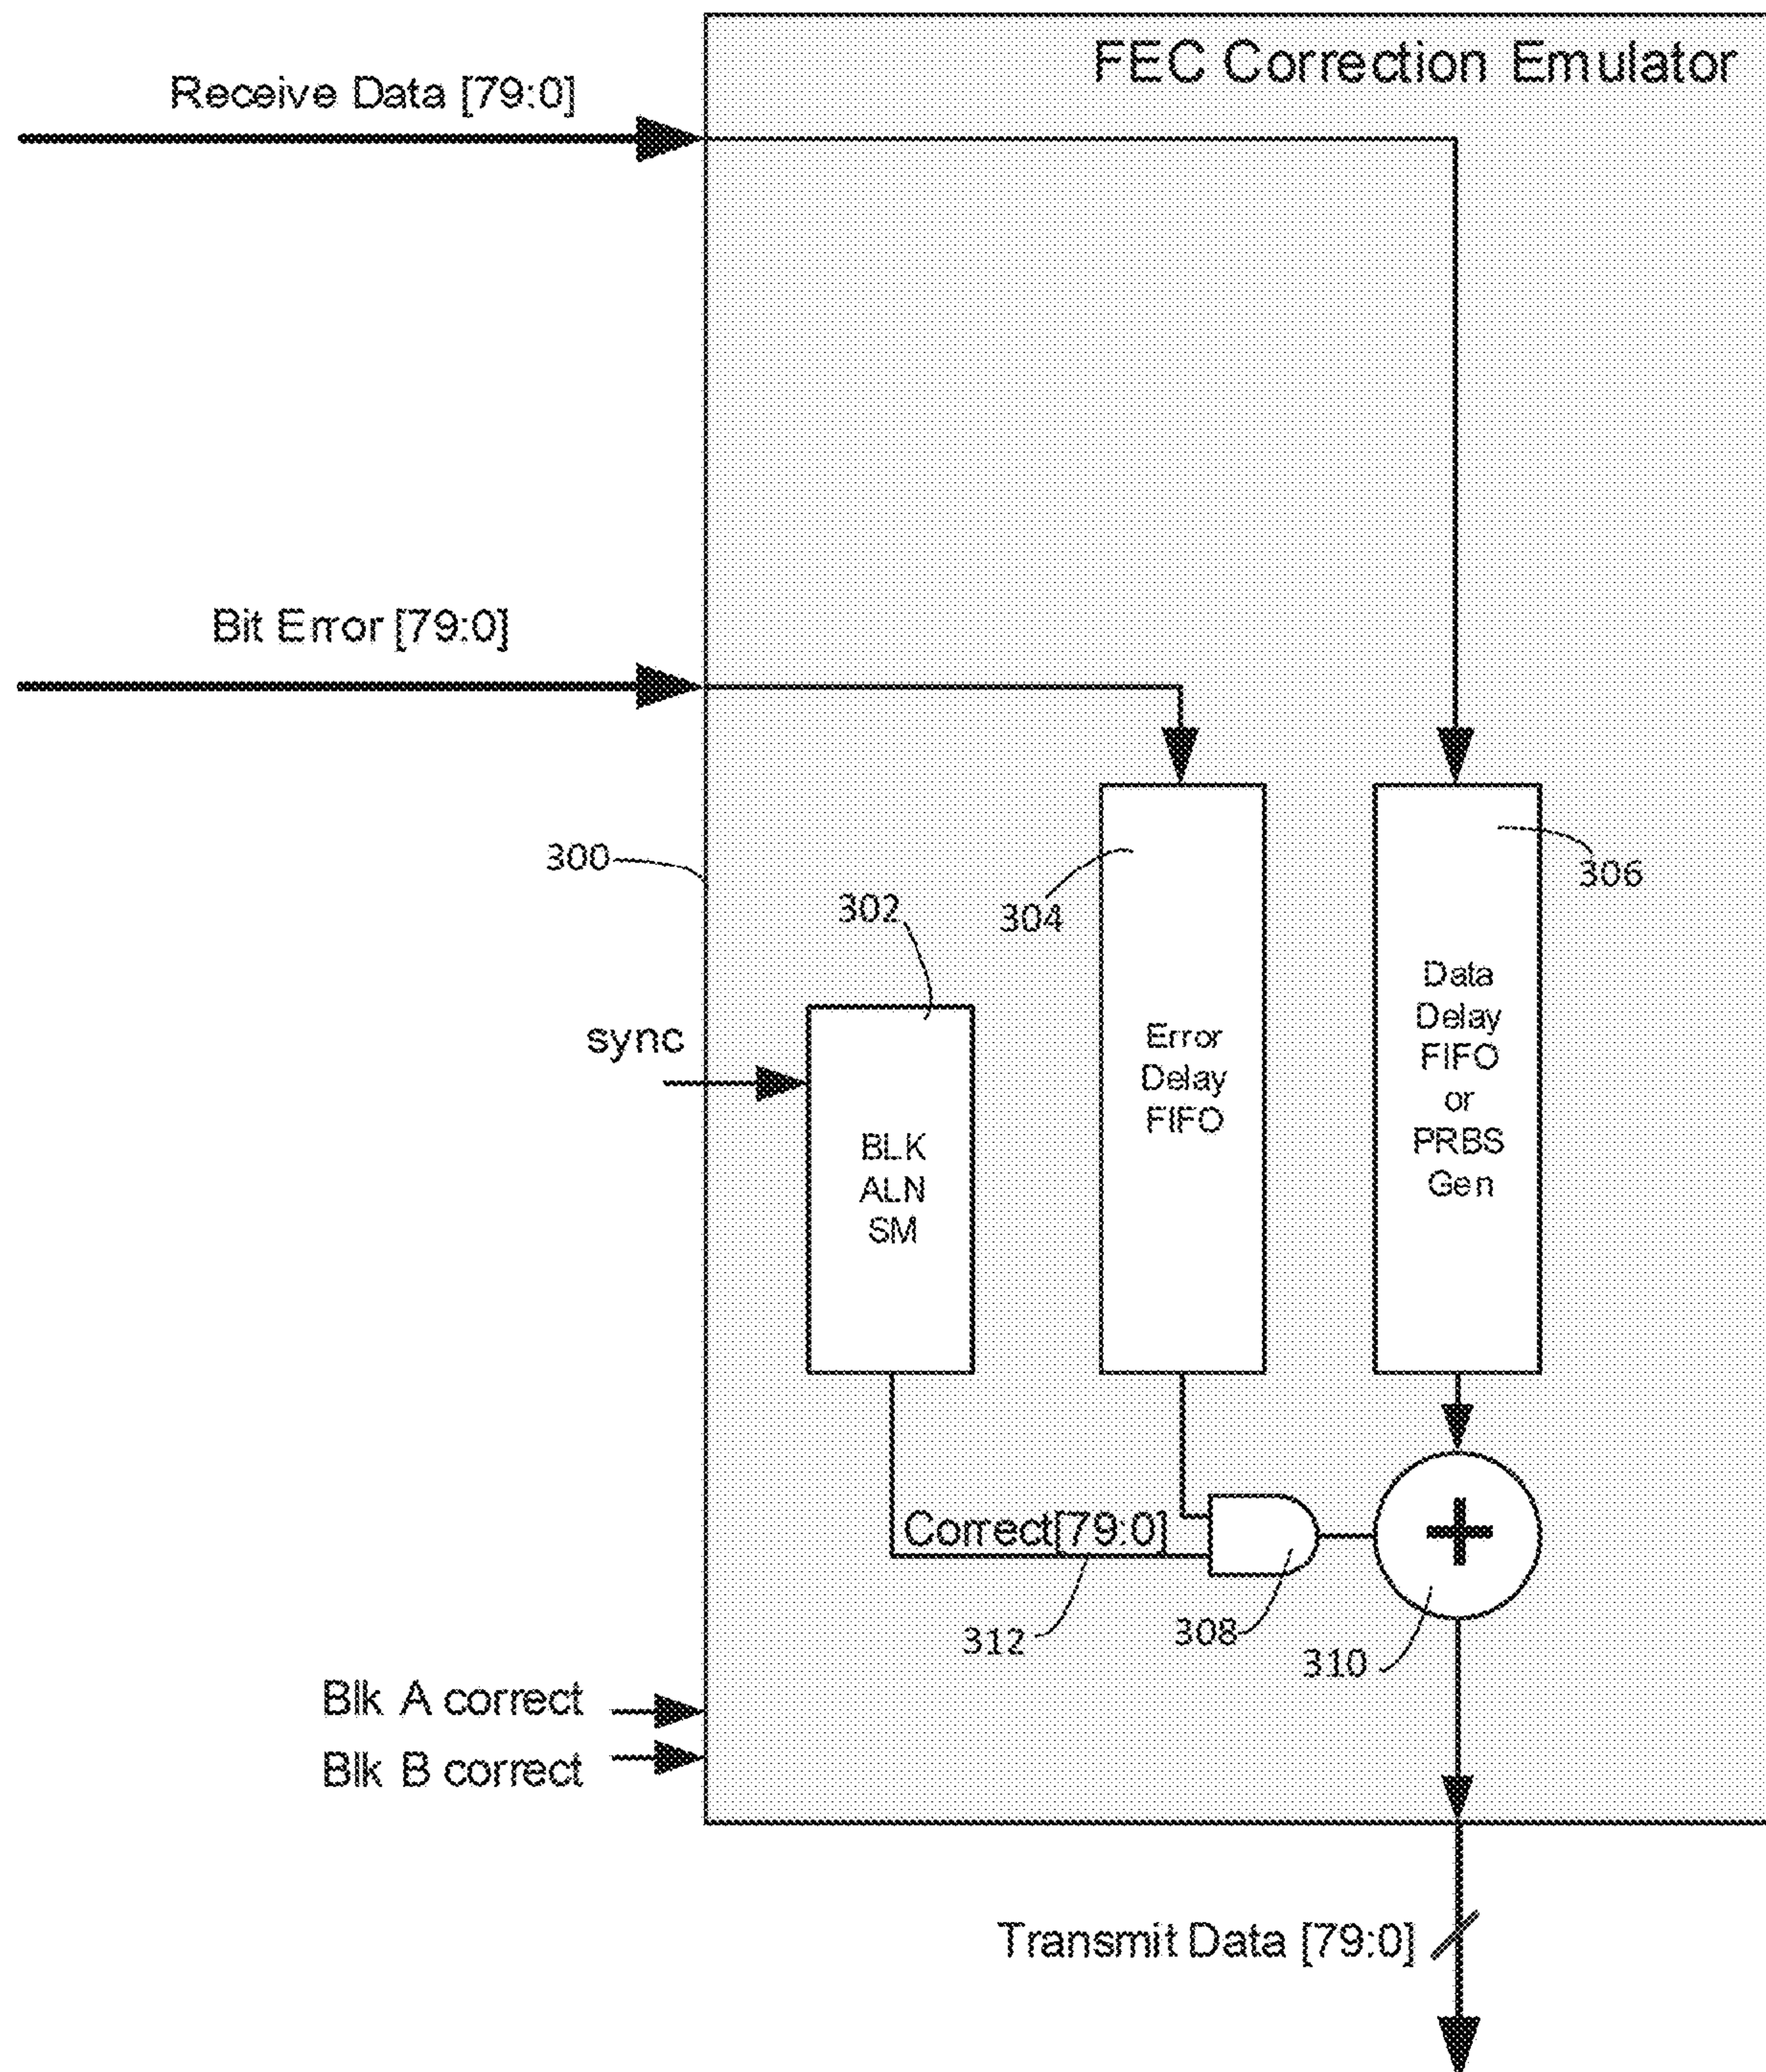 FEC Correction Emulator
Receive Data [79:0]
Bit Error [79:0]
300
302
304
306
sync
BLK
ALN
SM
Error
Delay
FIFO
Data
Delay
FIFO
or
PRBS
Gen
Correct[79:0]
312
308
310
Blk A correct
Blk B correct
Transmit Data [79:0]